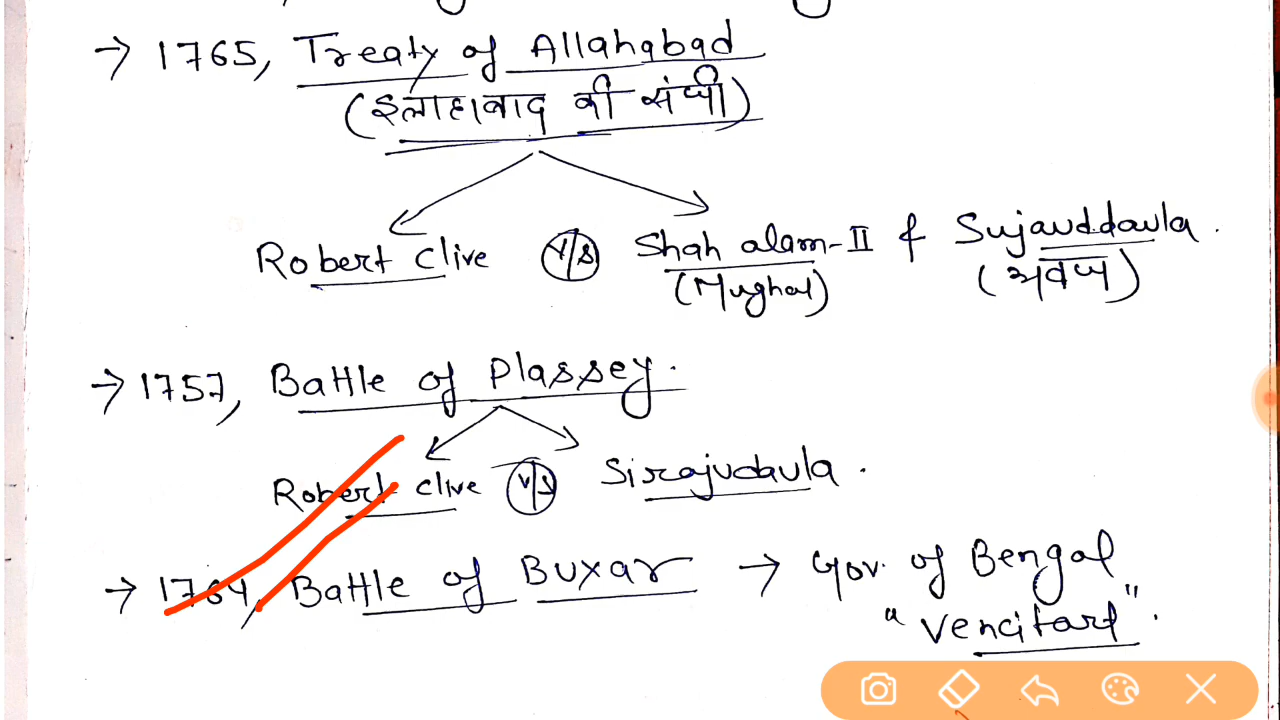 → 1765, Treaty of Allahabad
(इलाहाबाद की संधी)
Robert Clive V/S Shah alam-II & Sujauddaula.
(Mughal) (अवध)
→ 1757, Battle of Plassey.
Robert Clive V/S Sirajudaula.
→ 1764, Battle of Buxar → Gov. of Bengal
"Vencitart".